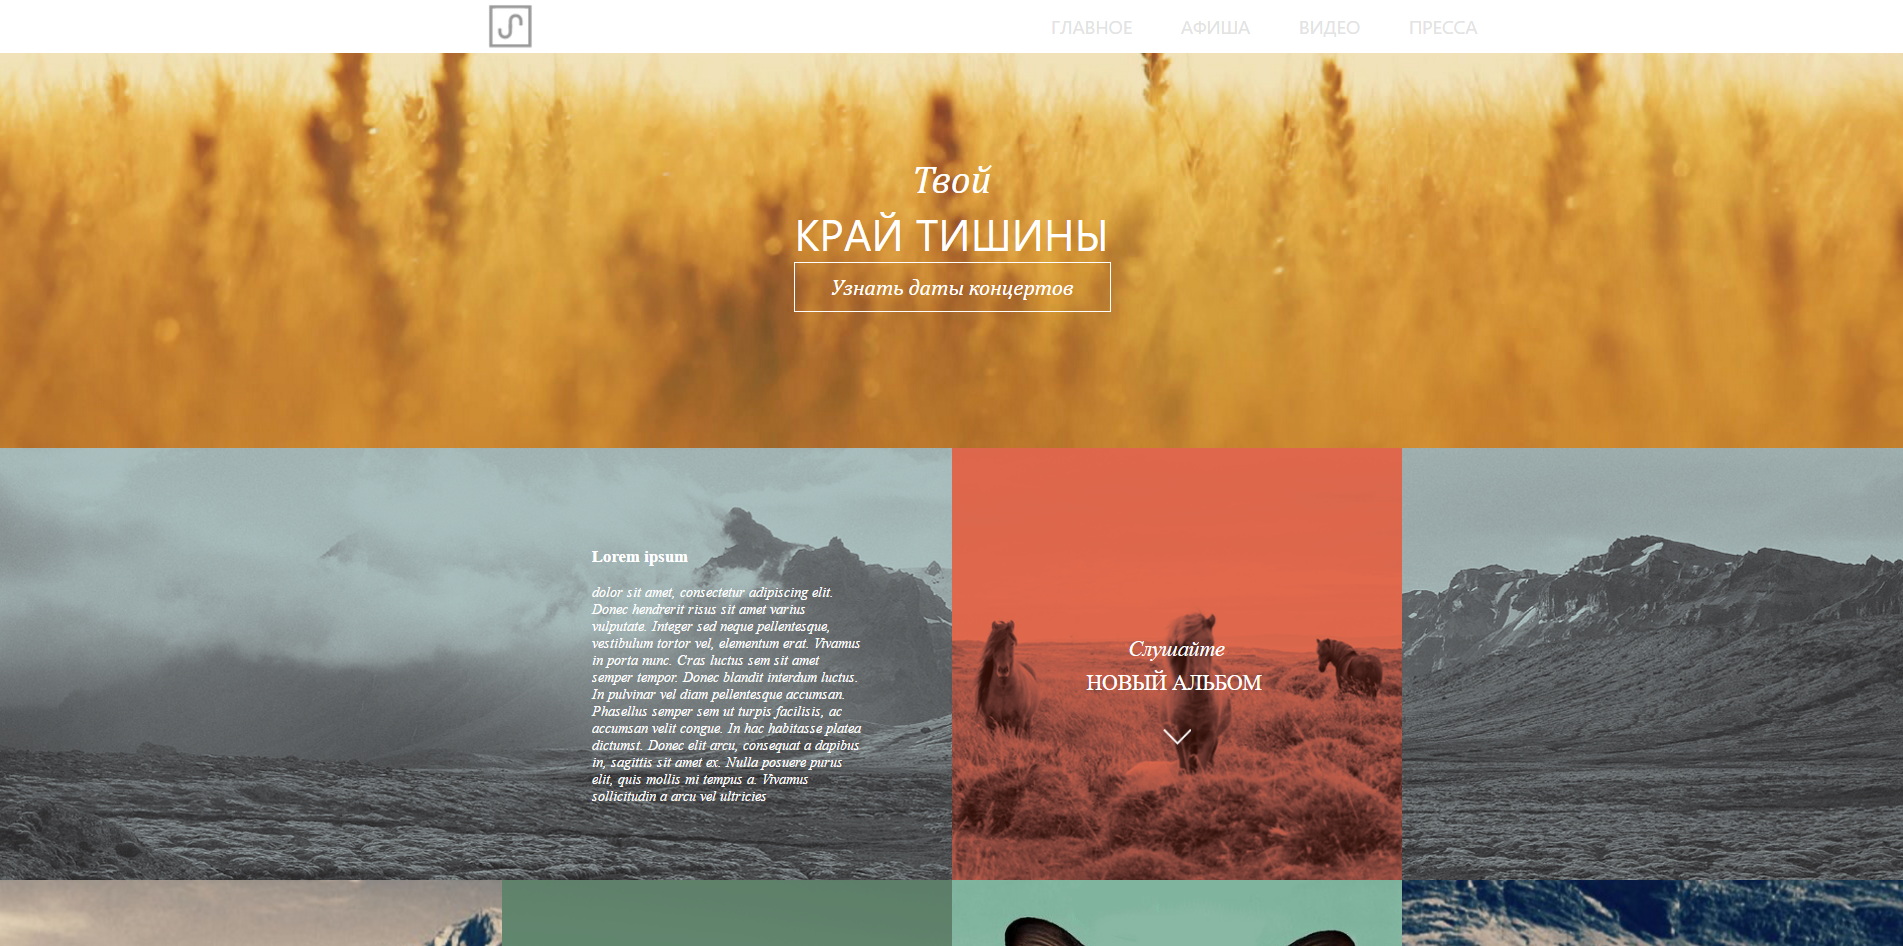 ГЛАВНОЕ АФИША ВИДЕО ПРЕССА
Твой
КРАЙ ТИШИНЫ
Узнать даты концертов
Lorem ipsum
dolor sit amet, consectetur adipiscing elit.
Donec hendrerit risus sit amet varius
vulputate. Integer sed neque pellentesque,
vestibulum tortor vel, elementum erat. Vivamus
in porta nunc. Cras luctus sem sit amet
semper tempor. Donec blandit interdum luctus.
In pulvinar vel diam pellentesque accumsan.
Phasellus semper sem ut turpis facilisis, ac
accumsan velit congue. In hac habitasse platea
dictumst. Donec elit arcu, consequat a dapibus
in, sagittis sit amet ex. Nulla posuere purus
elit, quis mollis mi tempus a. Vivamus
sollicitudin a arcu vel ultricies
Слушайте
НОВЫЙ АЛЬБОМ